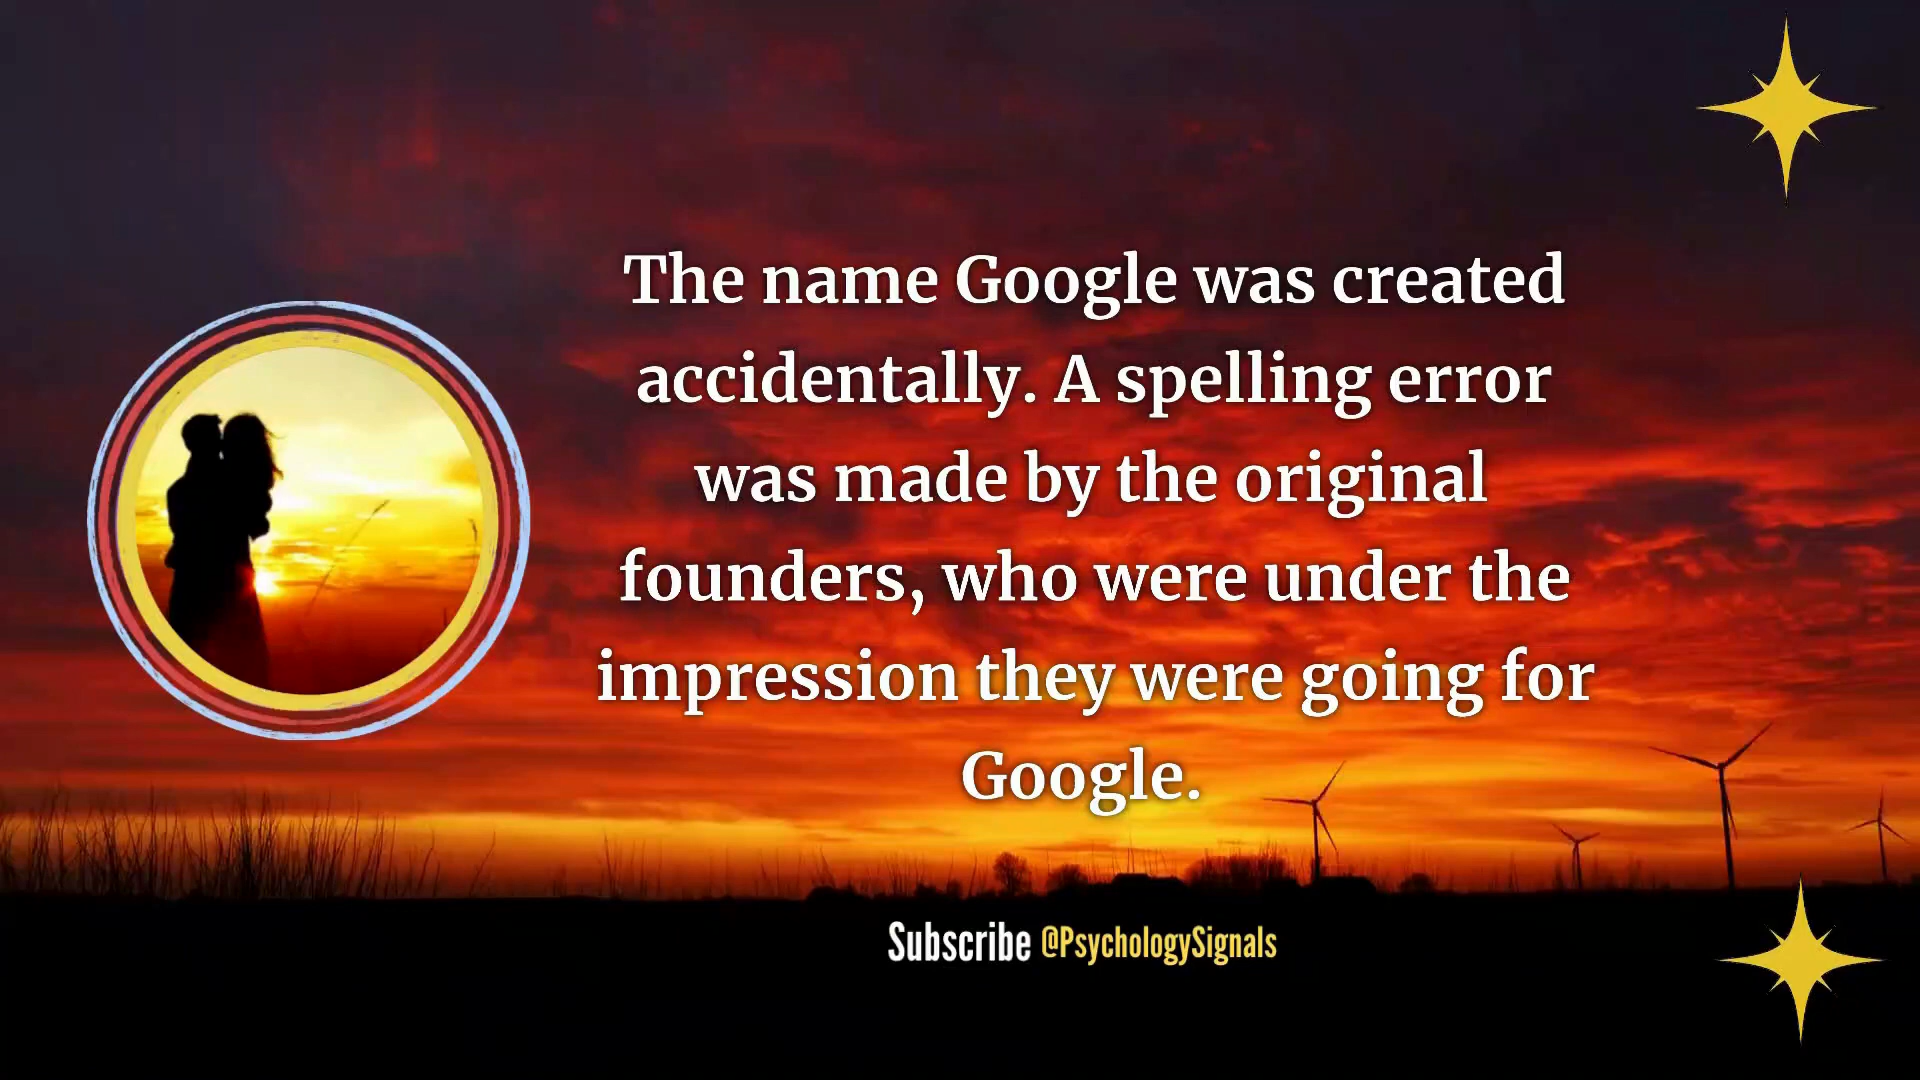 The name Google was created
accidentally. A spelling error
was made by the original
founders, who were under the
impression they were going for
Google.
Subscribe @PsychologySignals